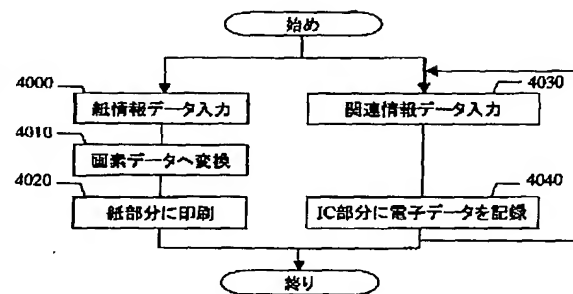 始め
4000
紙情報データ入力
4010
画素データへ変換
4020
紙部分に印刷
4030
関連情報データ入力
4040
IC部分に電子データを記録
終り